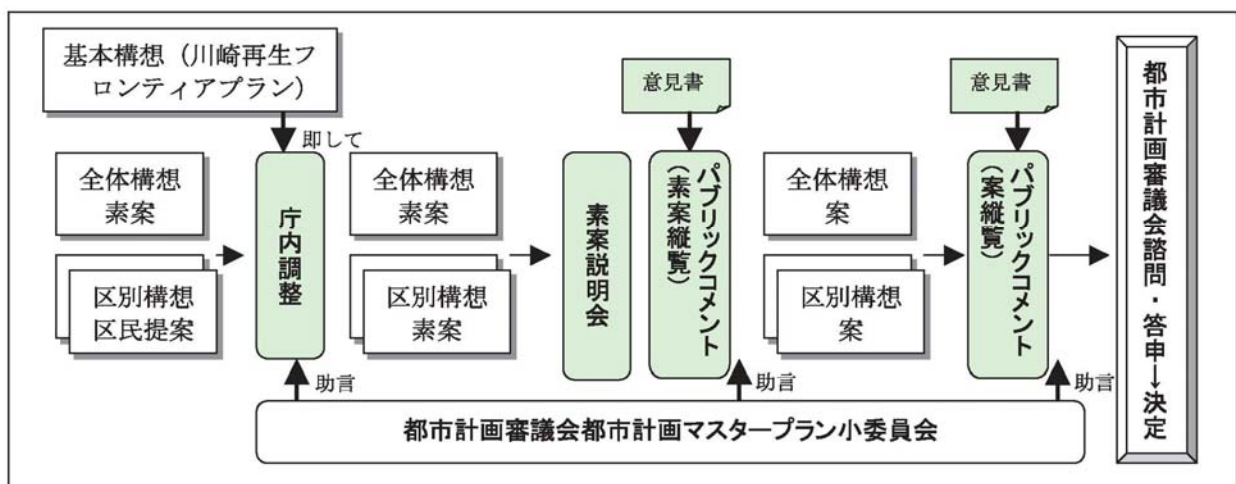 基本構想（川崎再生フ
ロンティアプラン）
即して
全体構想
素案
区別構想
区民提案
庁内調整
助言
全体構想
素案
区別構想
素案
素案説明会
意見書
パブリックコメント
（素案縦覧）
助言
全体構想
案
区別構想
案
意見書
パブリックコメント
（案縦覧）
助言
都市計画審議会諮問・答申→決定
都市計画審議会都市計画マスタープラン小委員会